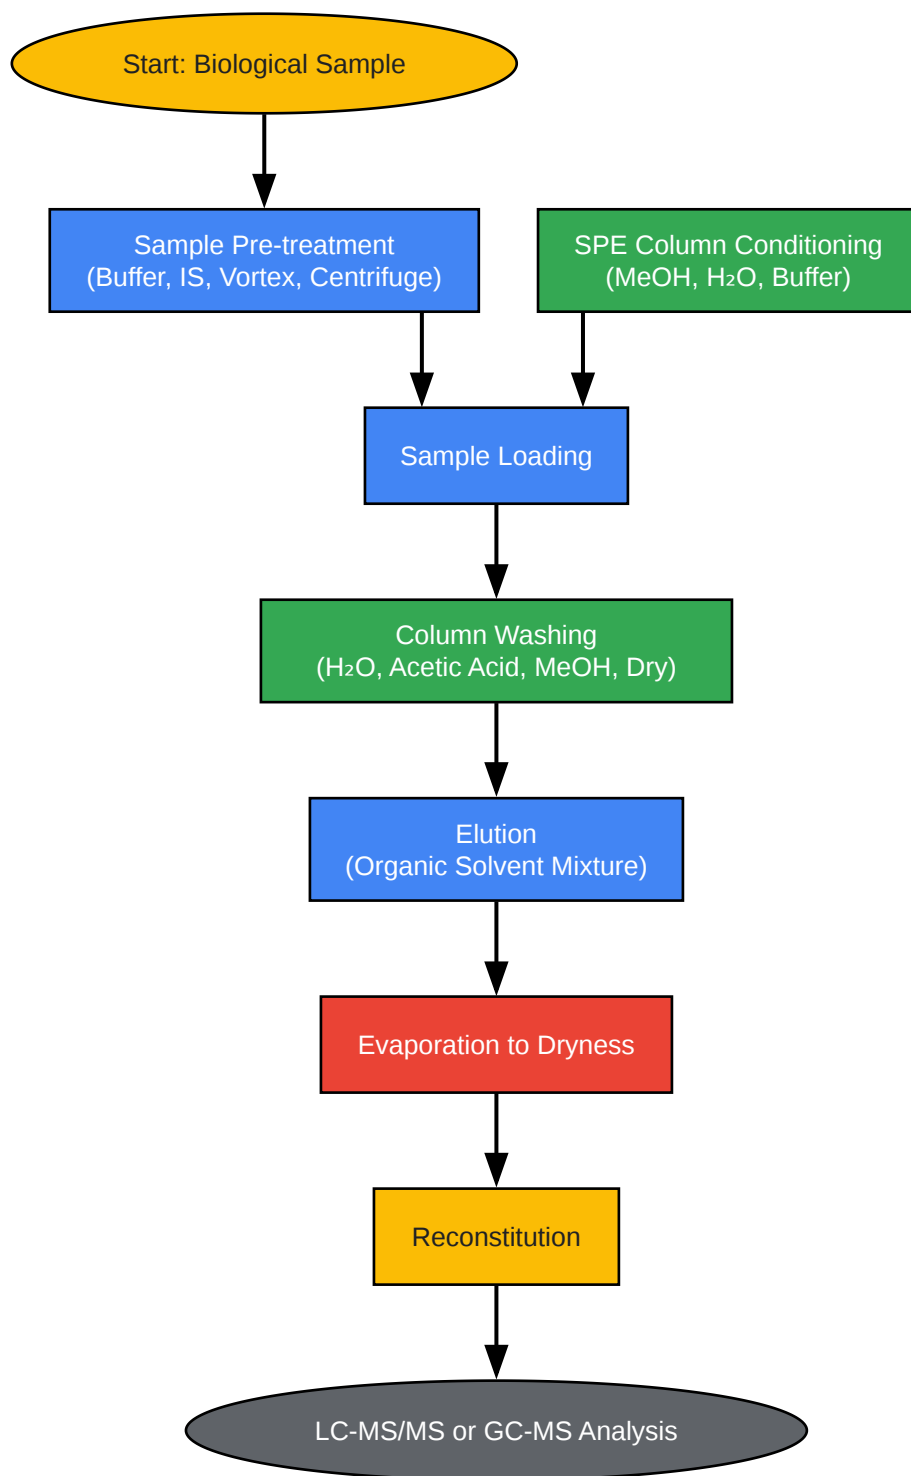 Start: Biological Sample
Sample Pre-treatment
(Buffer, IS, Vortex, Centrifuge)
SPE Column Conditioning
(MeOH, H₂O, Buffer)
Sample Loading
Column Washing
(H₂O, Acetic Acid, MeOH, Dry)
Elution
(Organic Solvent Mixture)
Evaporation to Dryness
Reconstitution
LC-MS/MS or GC-MS Analysis